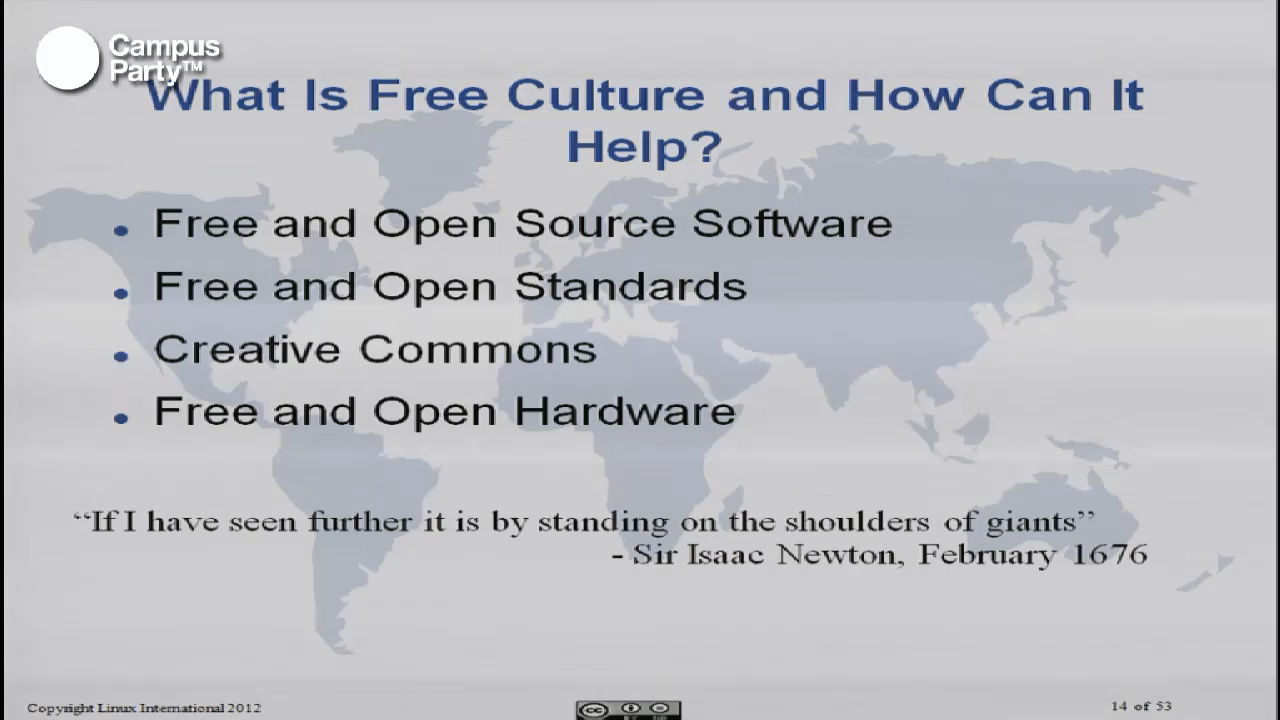 Campus
Party™
What Is Free Culture and How Can It
Help?
• Free and Open Source Software
• Free and Open Standards
• Creative Commons
• Free and Open Hardware
“If I have seen further it is by standing on the shoulders of giants”
- Sir Isaac Newton, February 1676
Copyright Linux International 2012
cc
14 of 53